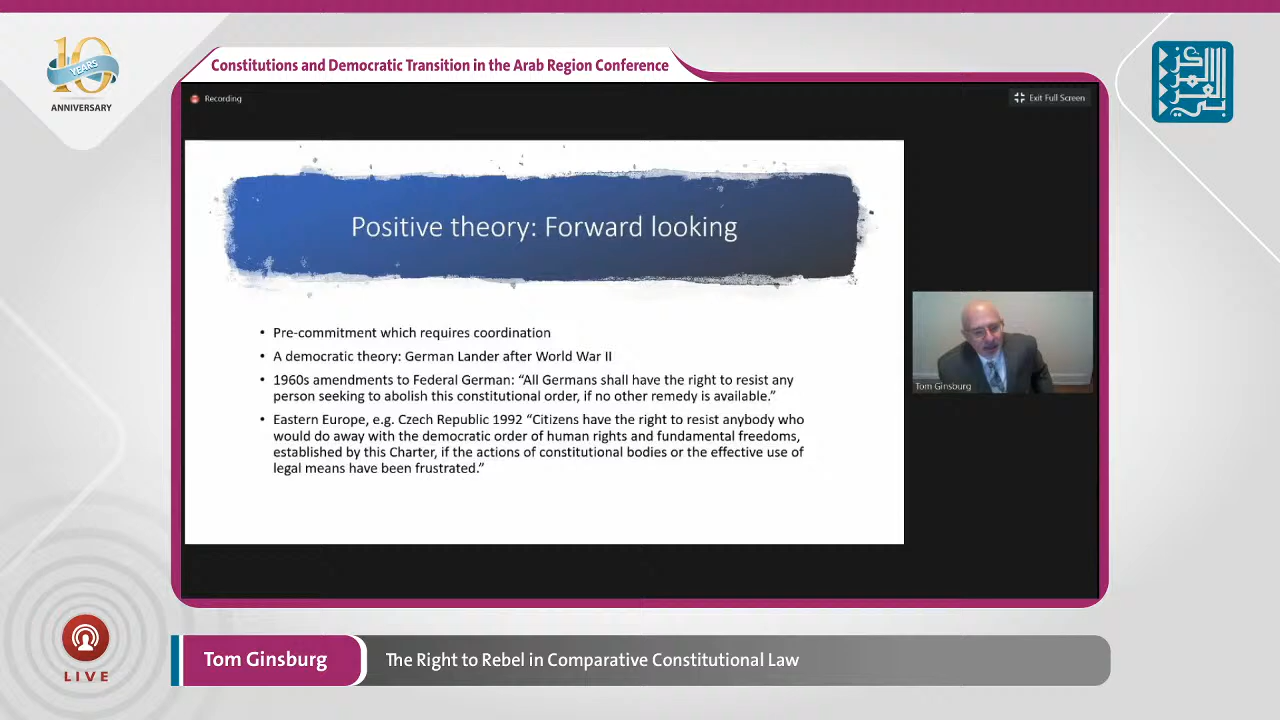 10
YEARS
ANNIVERSARY
Constitutions and Democratic Transition in the Arab Region Conference
المركز
العربي
Recording
Exit Full Screen
Positive theory: Forward looking
• Pre-commitment which requires coordination
• A democratic theory: German Lander after World War II
• 1960s amendments to Federal German: “All Germans shall have the right to resist any
person seeking to abolish this constitutional order, if no other remedy is available.”
• Eastern Europe, e.g. Czech Republic 1992 “Citizens have the right to resist anybody who
would do away with the democratic order of human rights and fundamental freedoms,
established by this Charter, if the actions of constitutional bodies or the effective use of
legal means have been frustrated.”
Tom Ginsburg
LIVE
Tom Ginsburg
The Right to Rebel in Comparative Constitutional Law